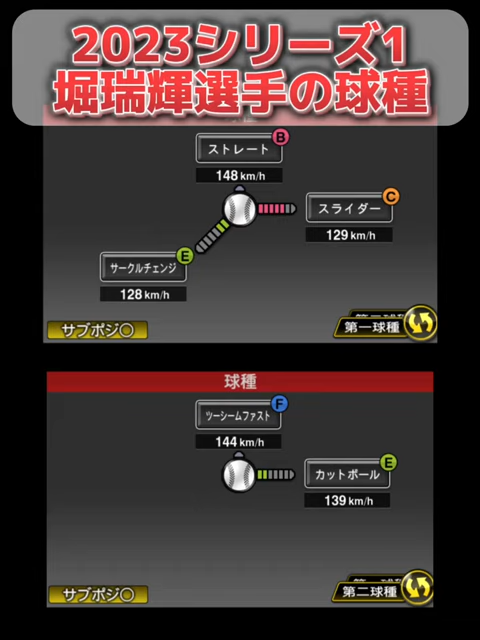 2023シリーズ1
堀瑞輝選手の球種
B
ストレート
148 km/h
C
スライダー
129 km/h
E
サークルチェンジ
128 km/h
サブポジ〇
第一球種
球種
F
ツーシームファスト
144 km/h
E
カットボール
139 km/h
サブポジ〇
第二球種